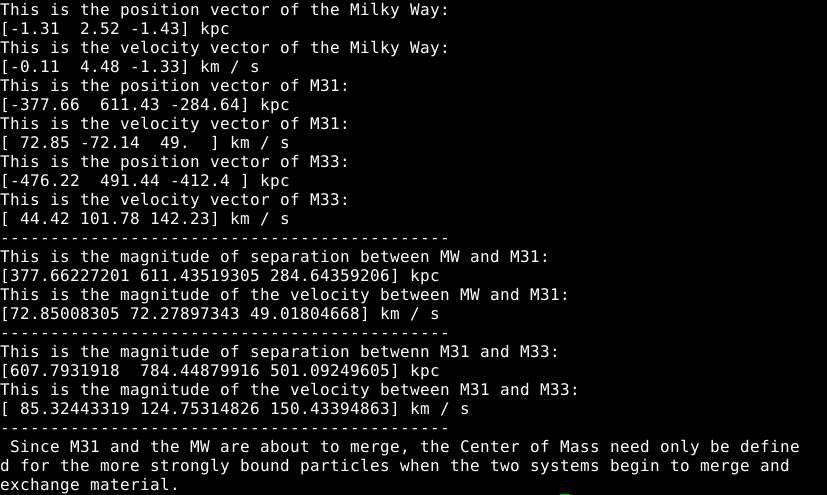 This is the position vector of the Milky Way:
[-1.31  2.52 -1.43] kpc
This is the velocity vector of the Milky Way:
[-0.11  4.48 -1.33] km / s
This is the position vector of M31:
[-377.66  611.43 -284.64] kpc
This is the velocity vector of M31:
[ 72.85 -72.14  49.  ] km / s
This is the position vector of M33:
[-476.22  491.44 -412.4 ] kpc
This is the velocity vector of M33:
[ 44.42 101.78 142.23] km / s
---------------------------------------------
This is the magnitude of separation between MW and M31:
[377.66227201 611.43519305 284.64359206] kpc
This is the magnitude of the velocity between MW and M31:
[72.85008305 72.27897343 49.01804668] km / s
---------------------------------------------
This is the magnitude of separation betwenn M31 and M33:
[607.7931918  784.44879916 501.09249605] kpc
This is the magnitude of the velocity between M31 and M33:
[ 85.32443319 124.75314826 150.43394863] km / s
---------------------------------------------
 Since M31 and the MW are about to merge, the Center of Mass need only be define
d for the more strongly bound particles when the two systems begin to merge and
exchange material.